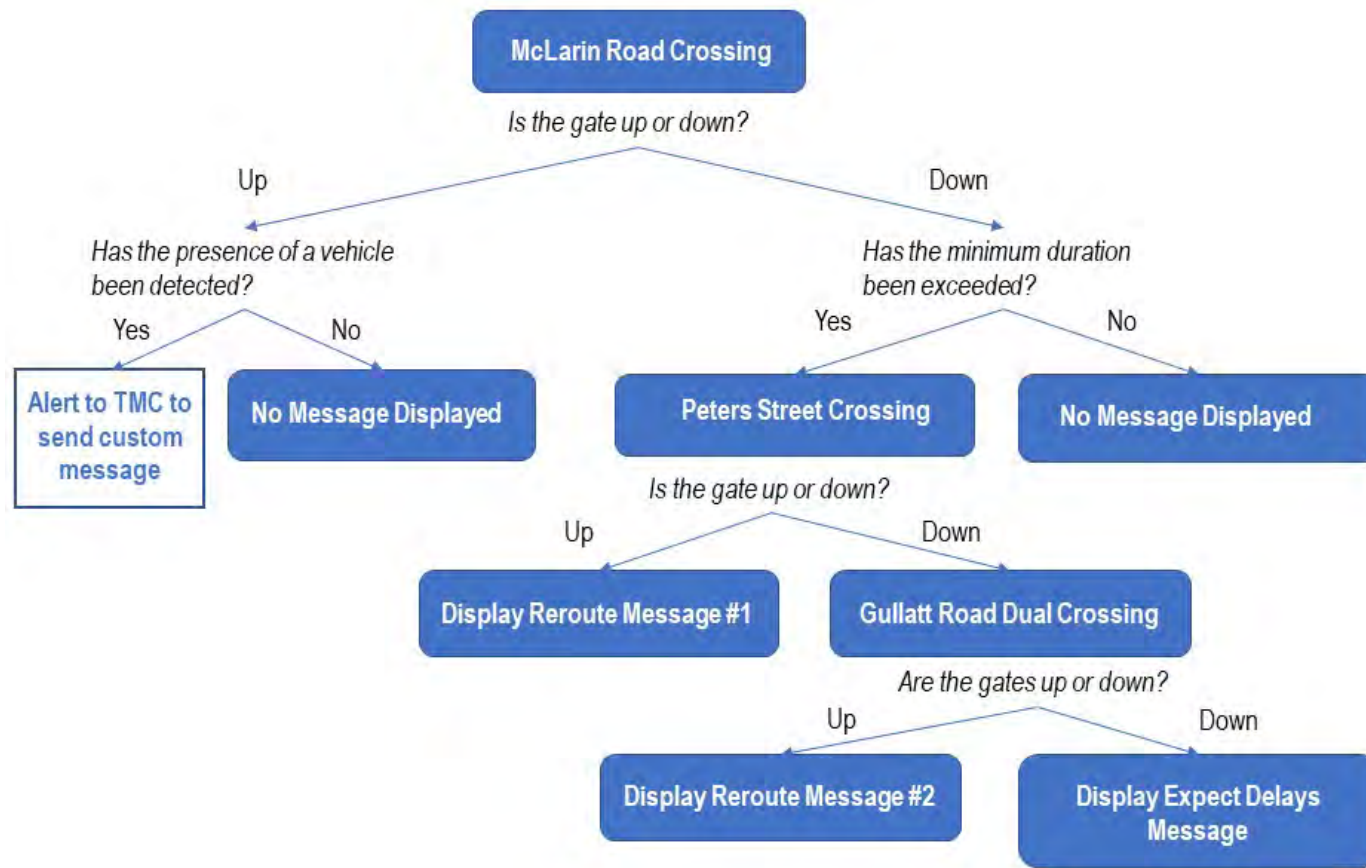 McLarin Road Crossing
Is the gate up or down?
Up
Down
Has the presence of a vehicle
been detected?
Has the minimum duration
been exceeded?
Yes
No
Yes
No
Alert to TMC to
send custom
message
No Message Displayed
Peters Street Crossing
No Message Displayed
Is the gate up or down?
Up
Down
Display Reroute Message #1
Gullatt Road Dual Crossing
Are the gates up or down?
Up
Down
Display Reroute Message #2
Display Expect Delays
Message